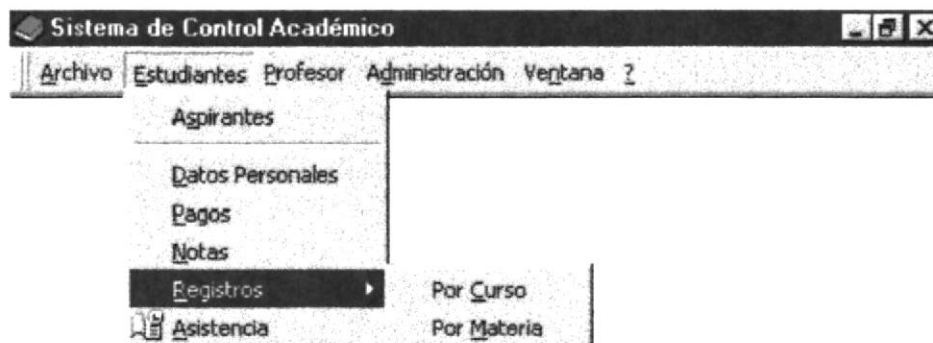 Sistema de Control Académico
Archivo Estudiantes Profesor Administración Ventana ?
Aspirantes
Datos Personales
Pagos
Notas
Registros Por Curso
Asistencia Por Materia